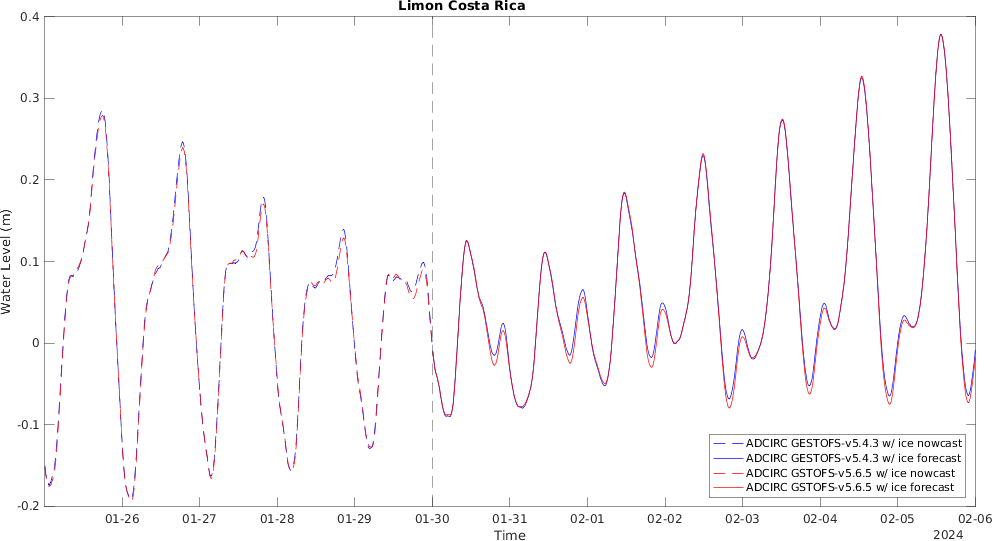 Limon Costa Rica
0.4
0.3
0.2
0.1
0
-0.1
-0.2
Water Level (m)
ADCIRC GESTOFS-v5.4.3 w/ ice nowcast
ADCIRC GESTOFS-v5.4.3 w/ ice forecast
ADCIRC GSTOFS-v5.6.5 w/ ice nowcast
ADCIRC GSTOFS-v5.6.5 w/ ice forecast
01-26 01-27 01-28 01-29 01-30 01-31 02-01 02-02 02-03 02-04 02-05 02-06
Time
2024